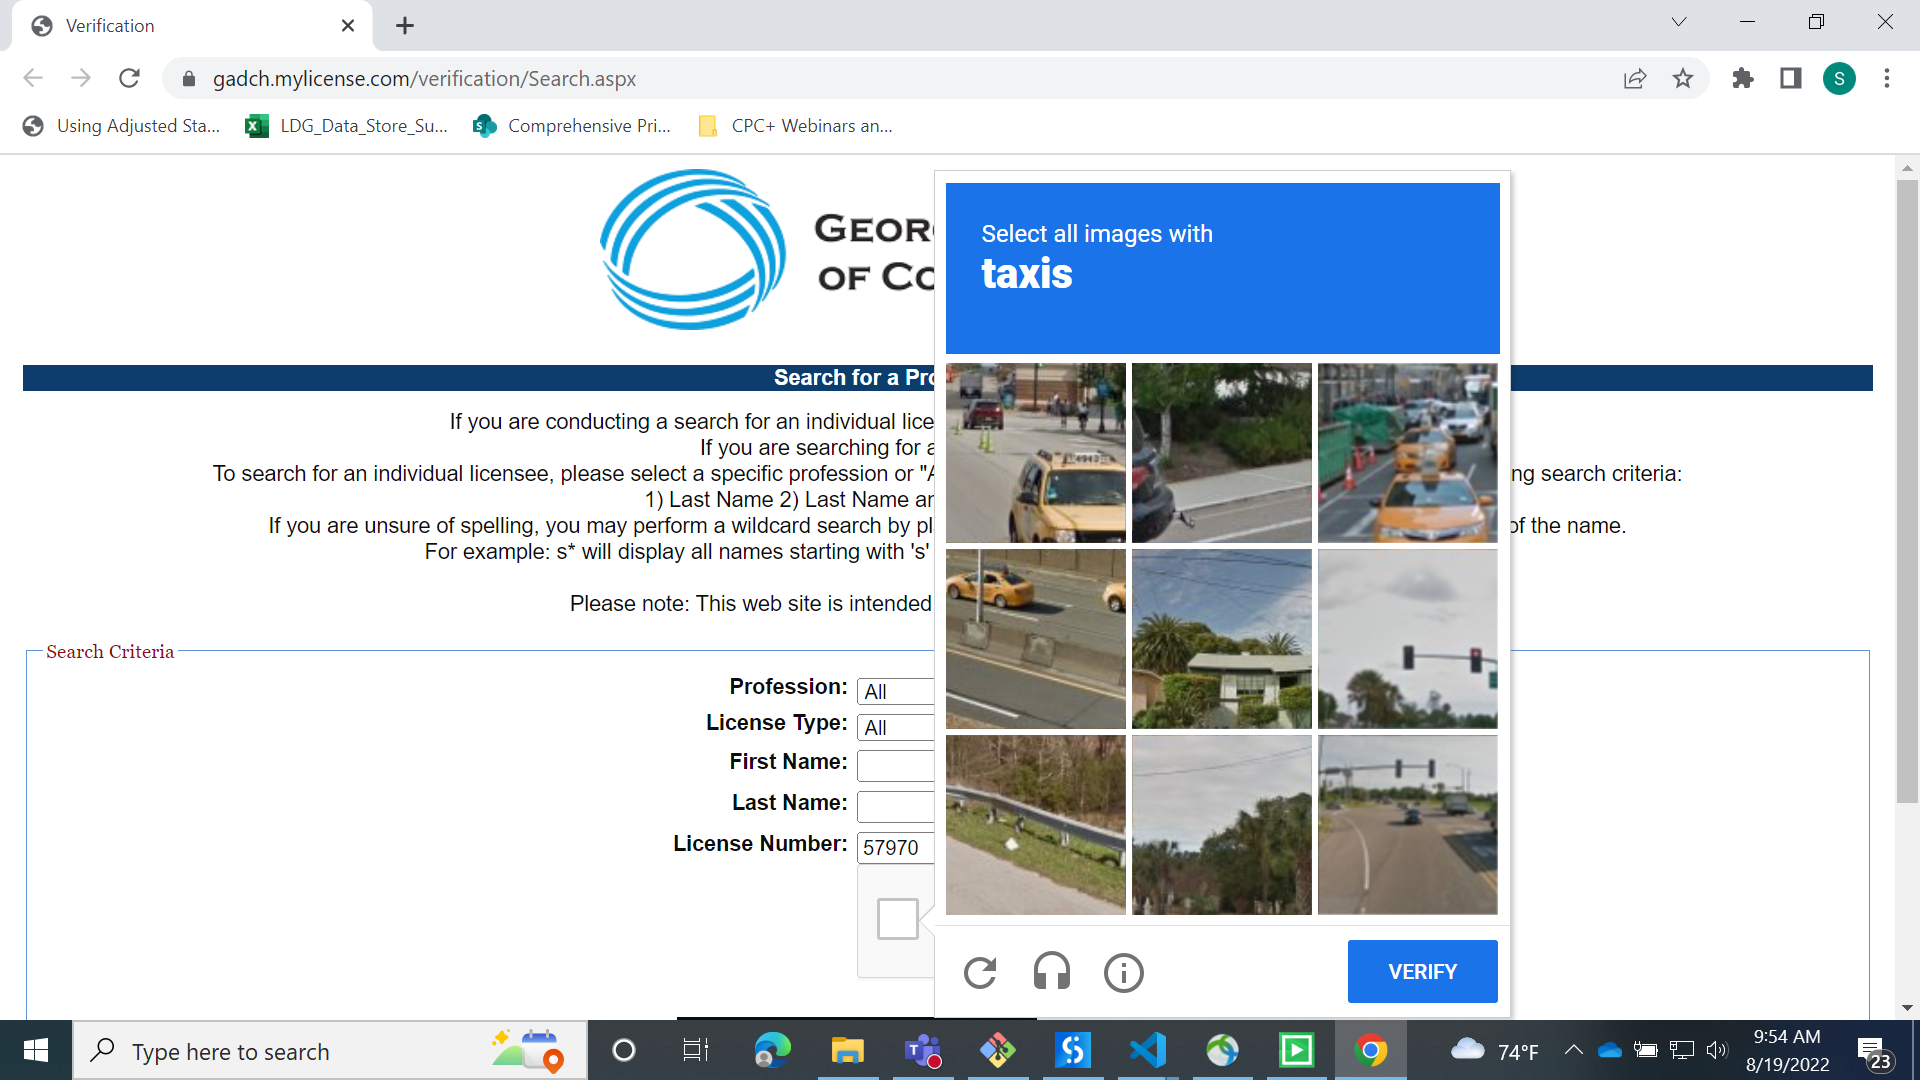 Verification
gadch.mylicense.com/verification/Search.aspx
S
Using Adjusted Sta...
LDG_Data_Store_Su...
Comprehensive Pri...
CPC+ Webinars an...
GEOR
OF CO
Select all images with
taxis
Search for a Pro
If you are conducting a search for an individual lice
If you are searching for a
To search for an individual licensee, please select a specific profession or "A
ng search criteria:
1) Last Name 2) Last Name an
If you are unsure of spelling, you may perform a wildcard search by pl
of the name.
For example: s* will display all names starting with 's'
Please note: This web site is intended
Search Criteria
Profession:
All
License Type:
All
First Name:
Last Name:
License Number:
57970
VERIFY
Type here to search
74°F
9:54 AM
8/19/2022
23